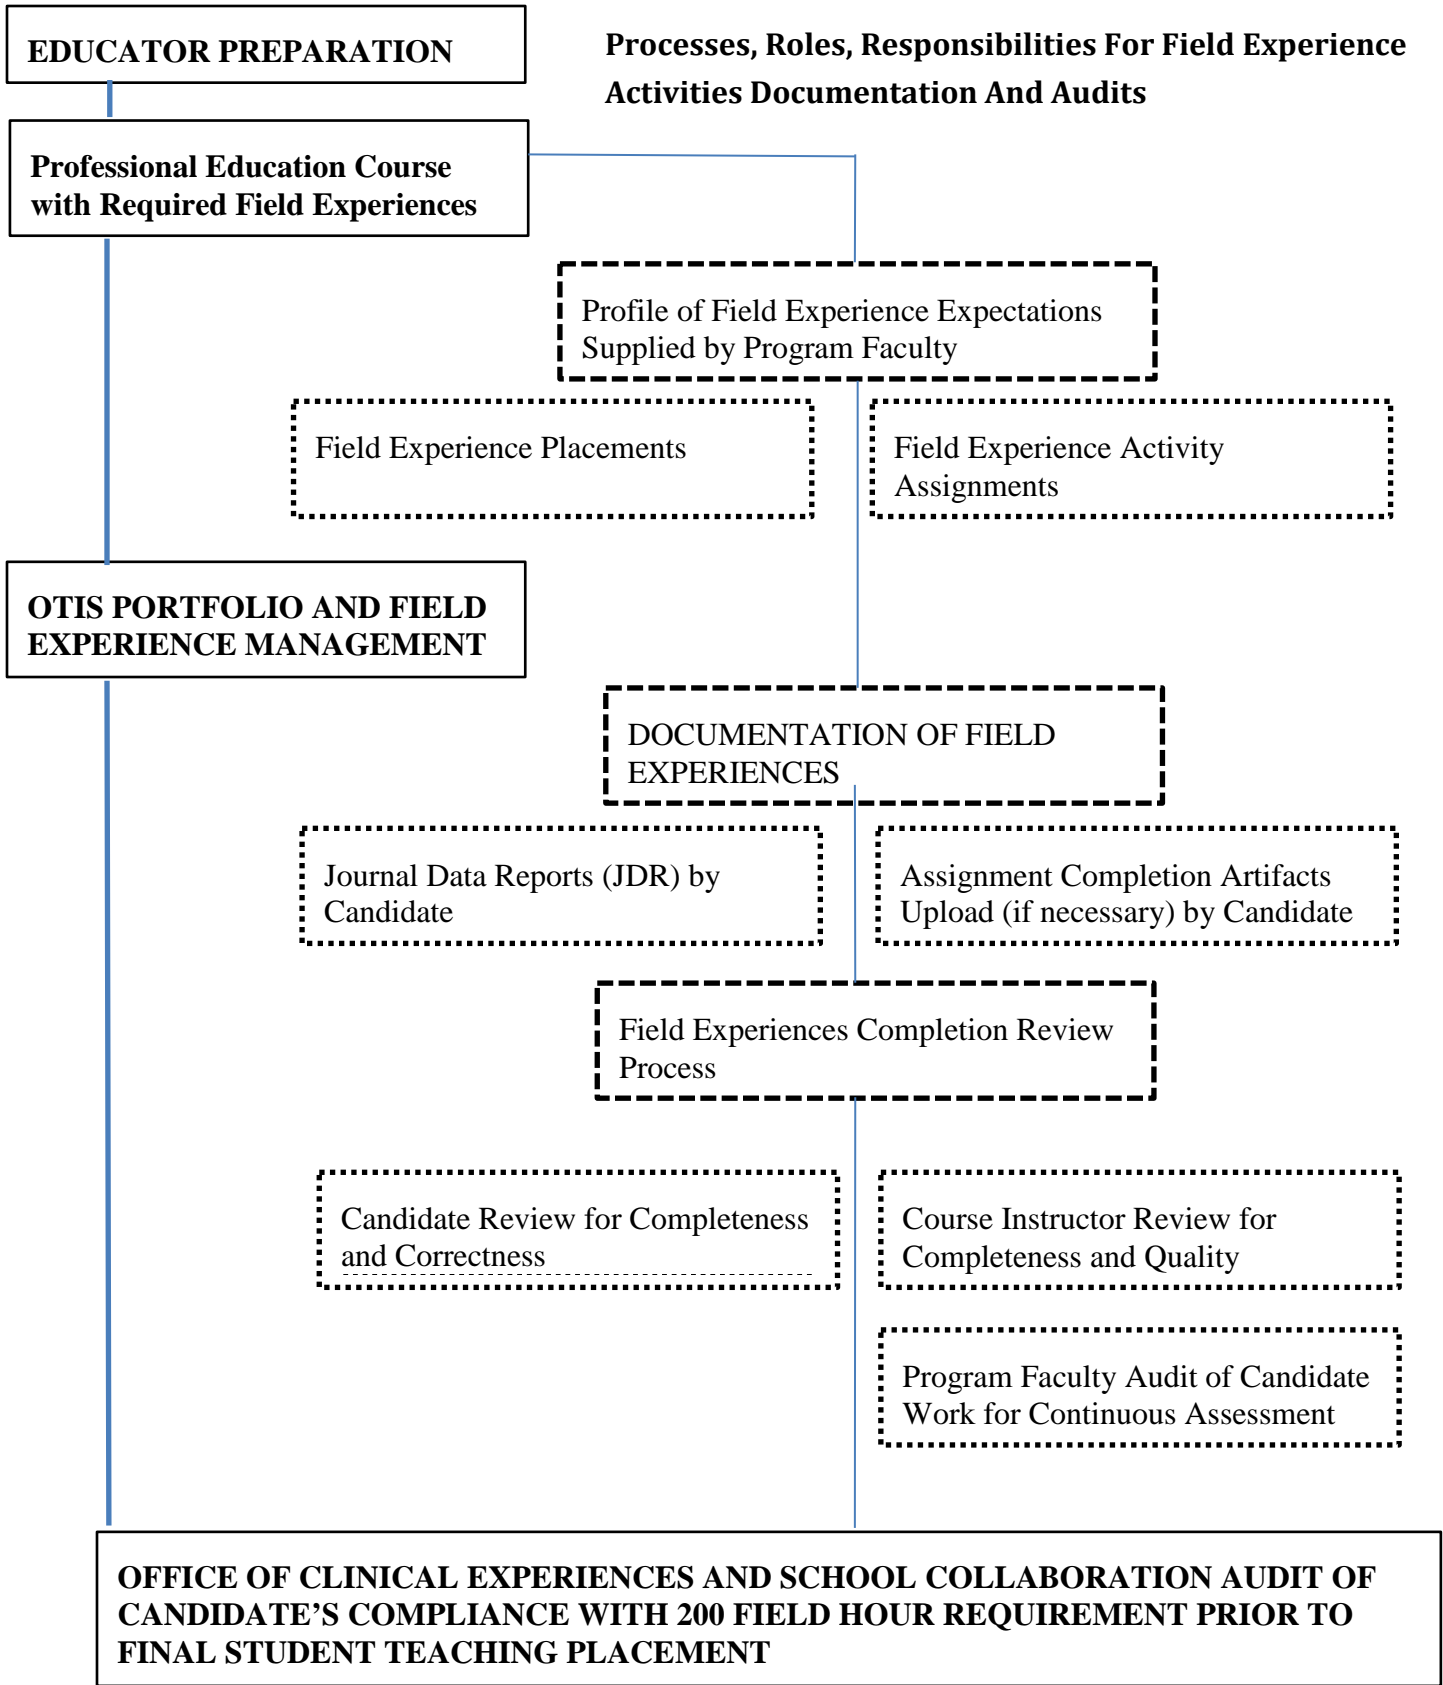 EDUCATOR PREPARATION
Processes, Roles, Responsibilities For Field Experience
Activities Documentation And Audits
Professional Education Course
with Required Field Experiences
Profile of Field Experience Expectations
Supplied by Program Faculty
Field Experience Placements
Field Experience Activity
Assignments
OTIS PORTFOLIO AND FIELD
EXPERIENCE MANAGEMENT
DOCUMENTATION OF FIELD
EXPERIENCES
Journal Data Reports (JDR) by
Candidate
Assignment Completion Artifacts
Upload (if necessary) by Candidate
Field Experiences Completion Review
Process
Candidate Review for Completeness
and Correctness
Course Instructor Review for
Completeness and Quality
Program Faculty Audit of Candidate
Work for Continuous Assessment
OFFICE OF CLINICAL EXPERIENCES AND SCHOOL COLLABORATION AUDIT OF
CANDIDATE’S COMPLIANCE WITH 200 FIELD HOUR REQUIREMENT PRIOR TO
FINAL STUDENT TEACHING PLACEMENT